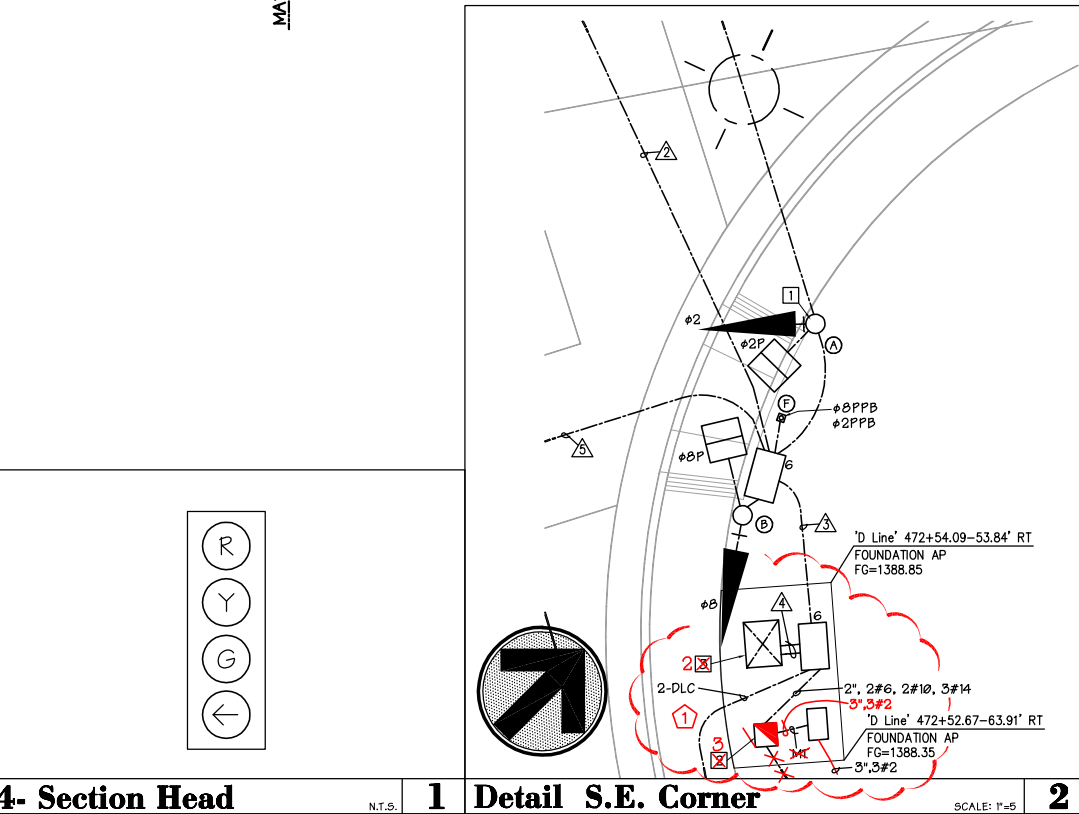 MA
R
Y
G
4- Section Head
N.T.S.
1
2
1
ϕ2
ϕ2P
A
F
ϕ8PPB
ϕ2PPB
5
ϕ8P
6
B
3
'D Line' 472+54.09-53.84' RT
FOUNDATION AP
FG=1388.85
ϕ8
4
6
2
2-DLC
2", 2#6, 2#10, 3#14
3",3#2
1
'D Line' 472+52.67-63.91' RT
FOUNDATION AP
FG=1388.35
3
3",3#2
Detail S.E. Corner
SCALE: 1"=5
2